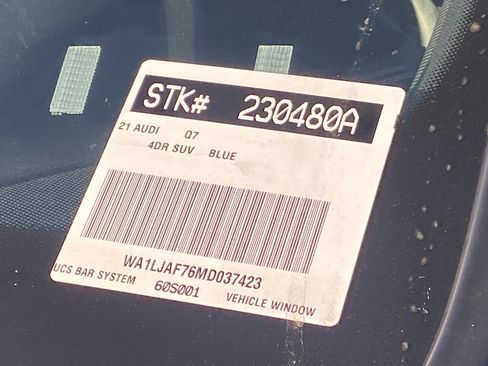 STK# 230480A
21 AUDI Q7
4DR SUV BLUE
WA1LJAF76MD037423
UCS BAR SYSTEM 60S001 VEHICLE WINDOW